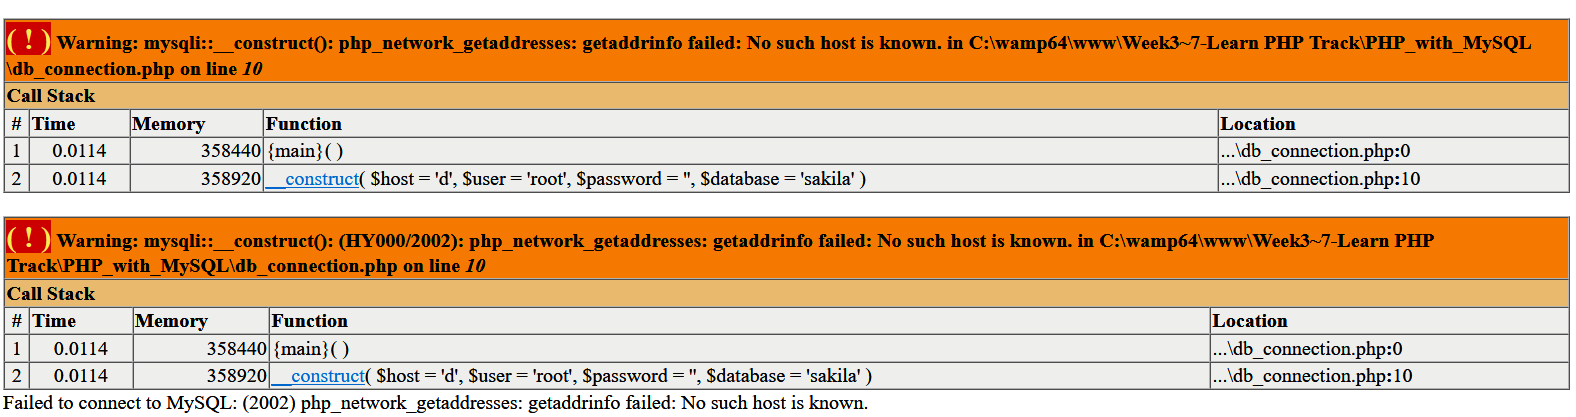 ( ! ) Warning: mysqli::__construct(): php_network_getaddresses: getaddrinfo failed: No such host is known. in C:\wamp64\www\Week3~7-Learn PHP Track\PHP_with_MySQL
\db_connection.php on line 10
Call Stack
# Time Memory Function Location
1 0.0114 358440 {main}( ) ...\db_connection.php:0
2 0.0114 358920 __construct( $host = 'd', $user = 'root', $password = '', $database = 'sakila' ) ...\db_connection.php:10
( ! ) Warning: mysqli::__construct(): (HY000/2002): php_network_getaddresses: getaddrinfo failed: No such host is known. in C:\wamp64\www\Week3~7-Learn PHP
Track\PHP_with_MySQL\db_connection.php on line 10
Call Stack
# Time Memory Function Location
1 0.0114 358440 {main}( ) ...\db_connection.php:0
2 0.0114 358920 __construct( $host = 'd', $user = 'root', $password = '', $database = 'sakila' ) ...\db_connection.php:10
Failed to connect to MySQL: (2002) php_network_getaddresses: getaddrinfo failed: No such host is known.